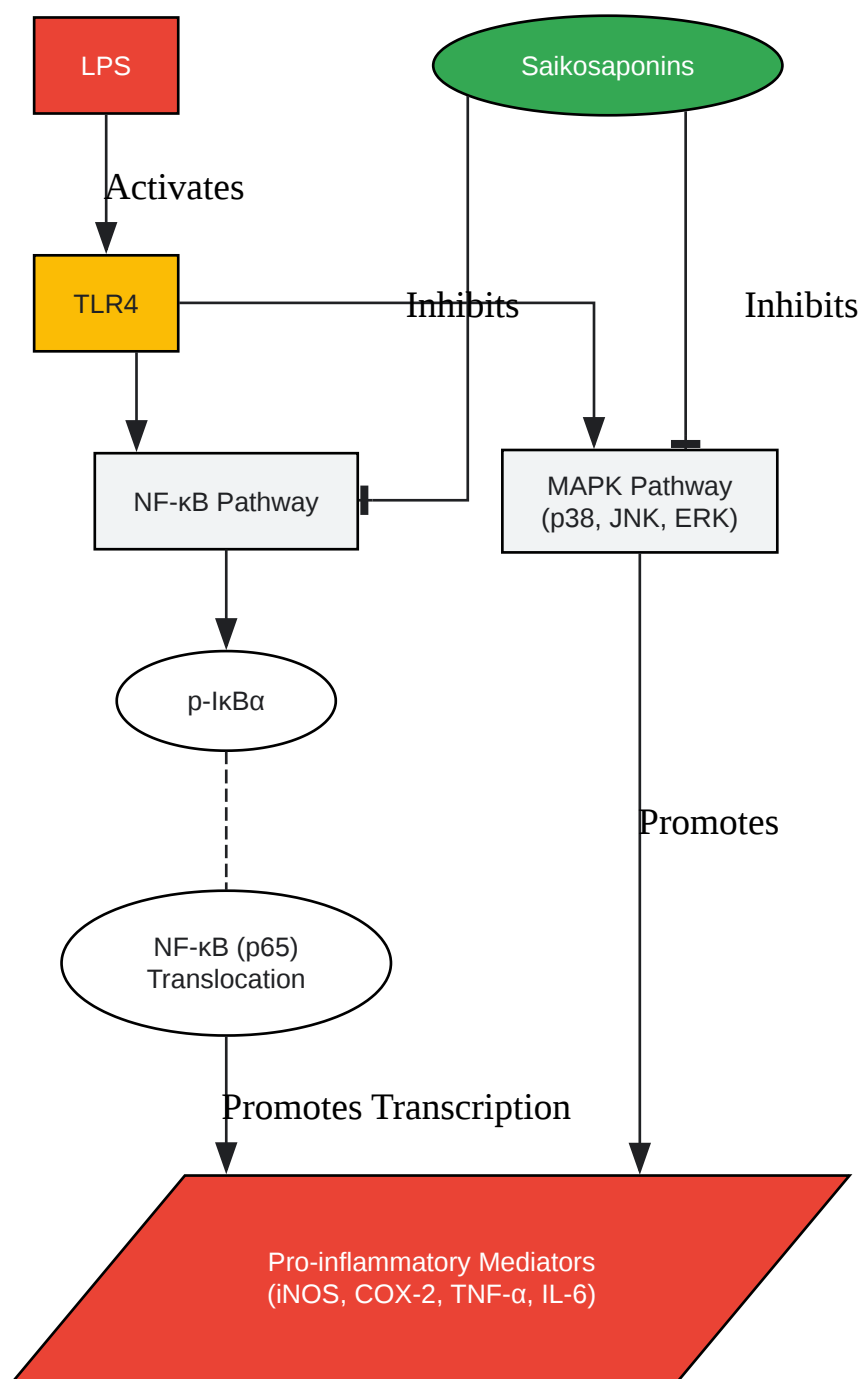 LPS
Saikosaponins
Activates
TLR4
Inhibits
Inhibits
NF-κB Pathway
MAPK Pathway
(p38, JNK, ERK)
p-IκBα
Promotes
NF-κB (p65)
Translocation
Promotes Transcription
Pro-inflammatory Mediators
(iNOS, COX-2, TNF-α, IL-6)